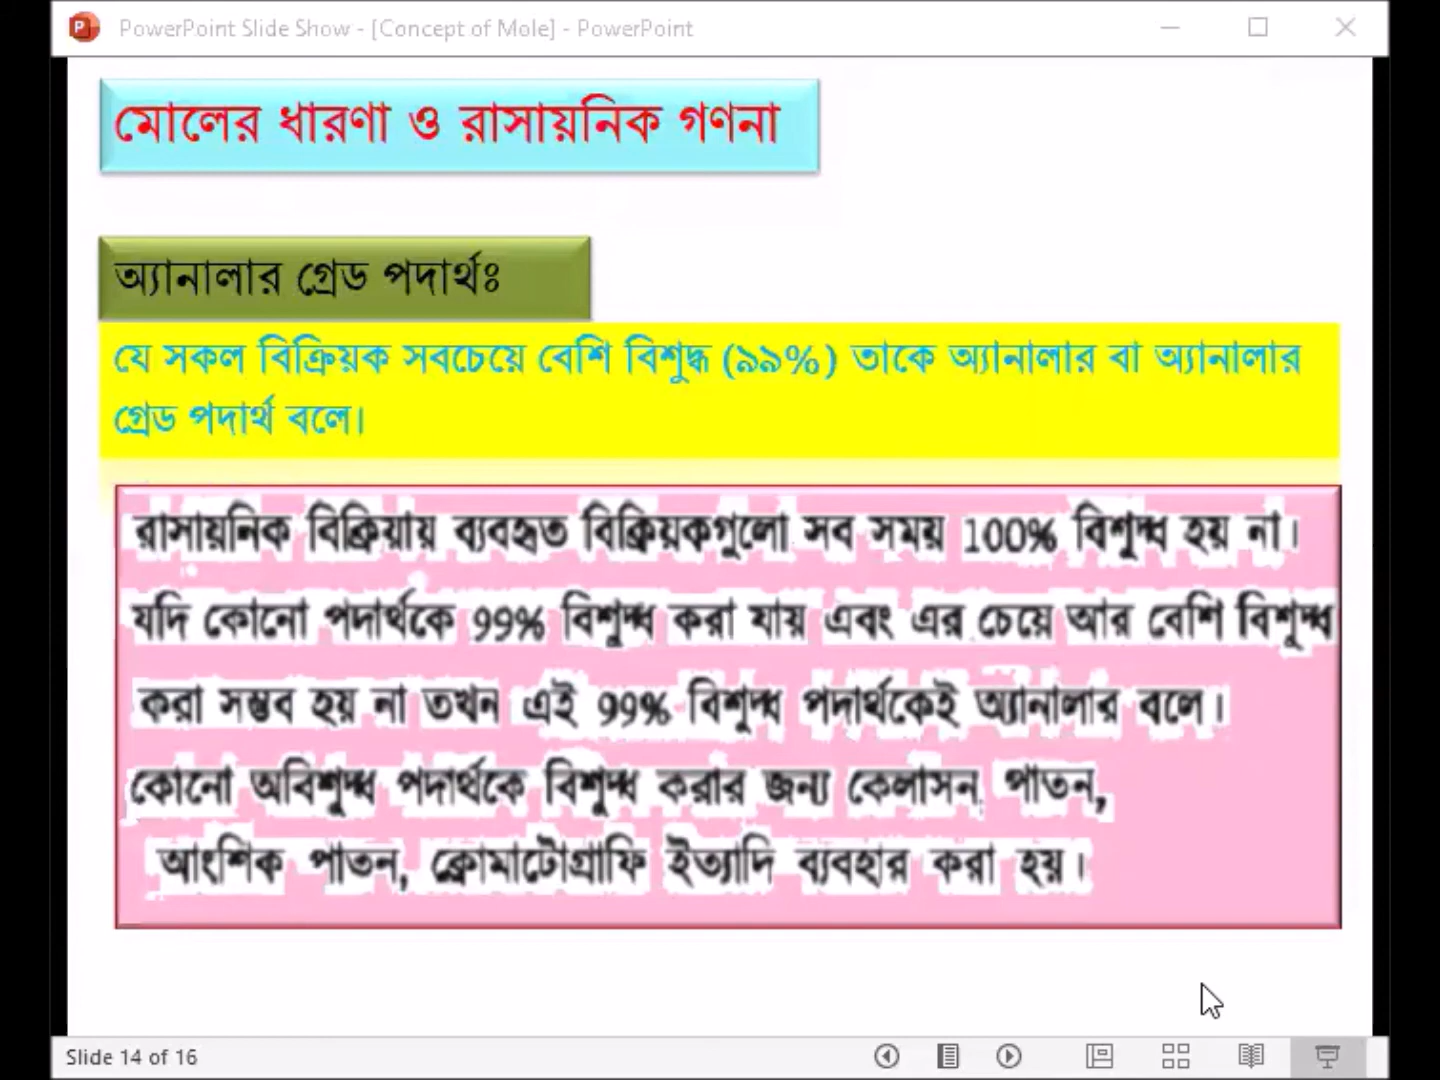 PowerPoint Slide Show - [Concept of Mole] - PowerPoint
মোলের ধারণা ও রাসায়নিক গণনা
অ্যানালার গ্রেড পদার্থঃ
যে সকল বিক্রিয়ক সবচেয়ে বেশি বিশুদ্ধ (৯৯%) তাকে অ্যানালার বা অ্যানালার
গ্রেড পদার্থ বলে।
রাসায়নিক বিক্রিয়ায় ব্যবহৃত বিক্রিয়কগুলো সব সময় 100% বিশুদ্ধ হয় না।
যদি কোনো পদার্থকে 99% বিশুদ্ধ করা যায় এবং এর চেয়ে আর বেশি বিশুদ্ধ
করা সম্ভব হয় না তখন এই 99% বিশুদ্ধ পদার্থকেই অ্যানালার বলে।
কোনো অবিশুদ্ধ পদার্থকে বিশুদ্ধ করার জন্য কেলাসন, পাতন,
আংশিক পাতন, ক্রোমাটোগ্রাফি ইত্যাদি ব্যবহার করা হয়।
Slide 14 of 16